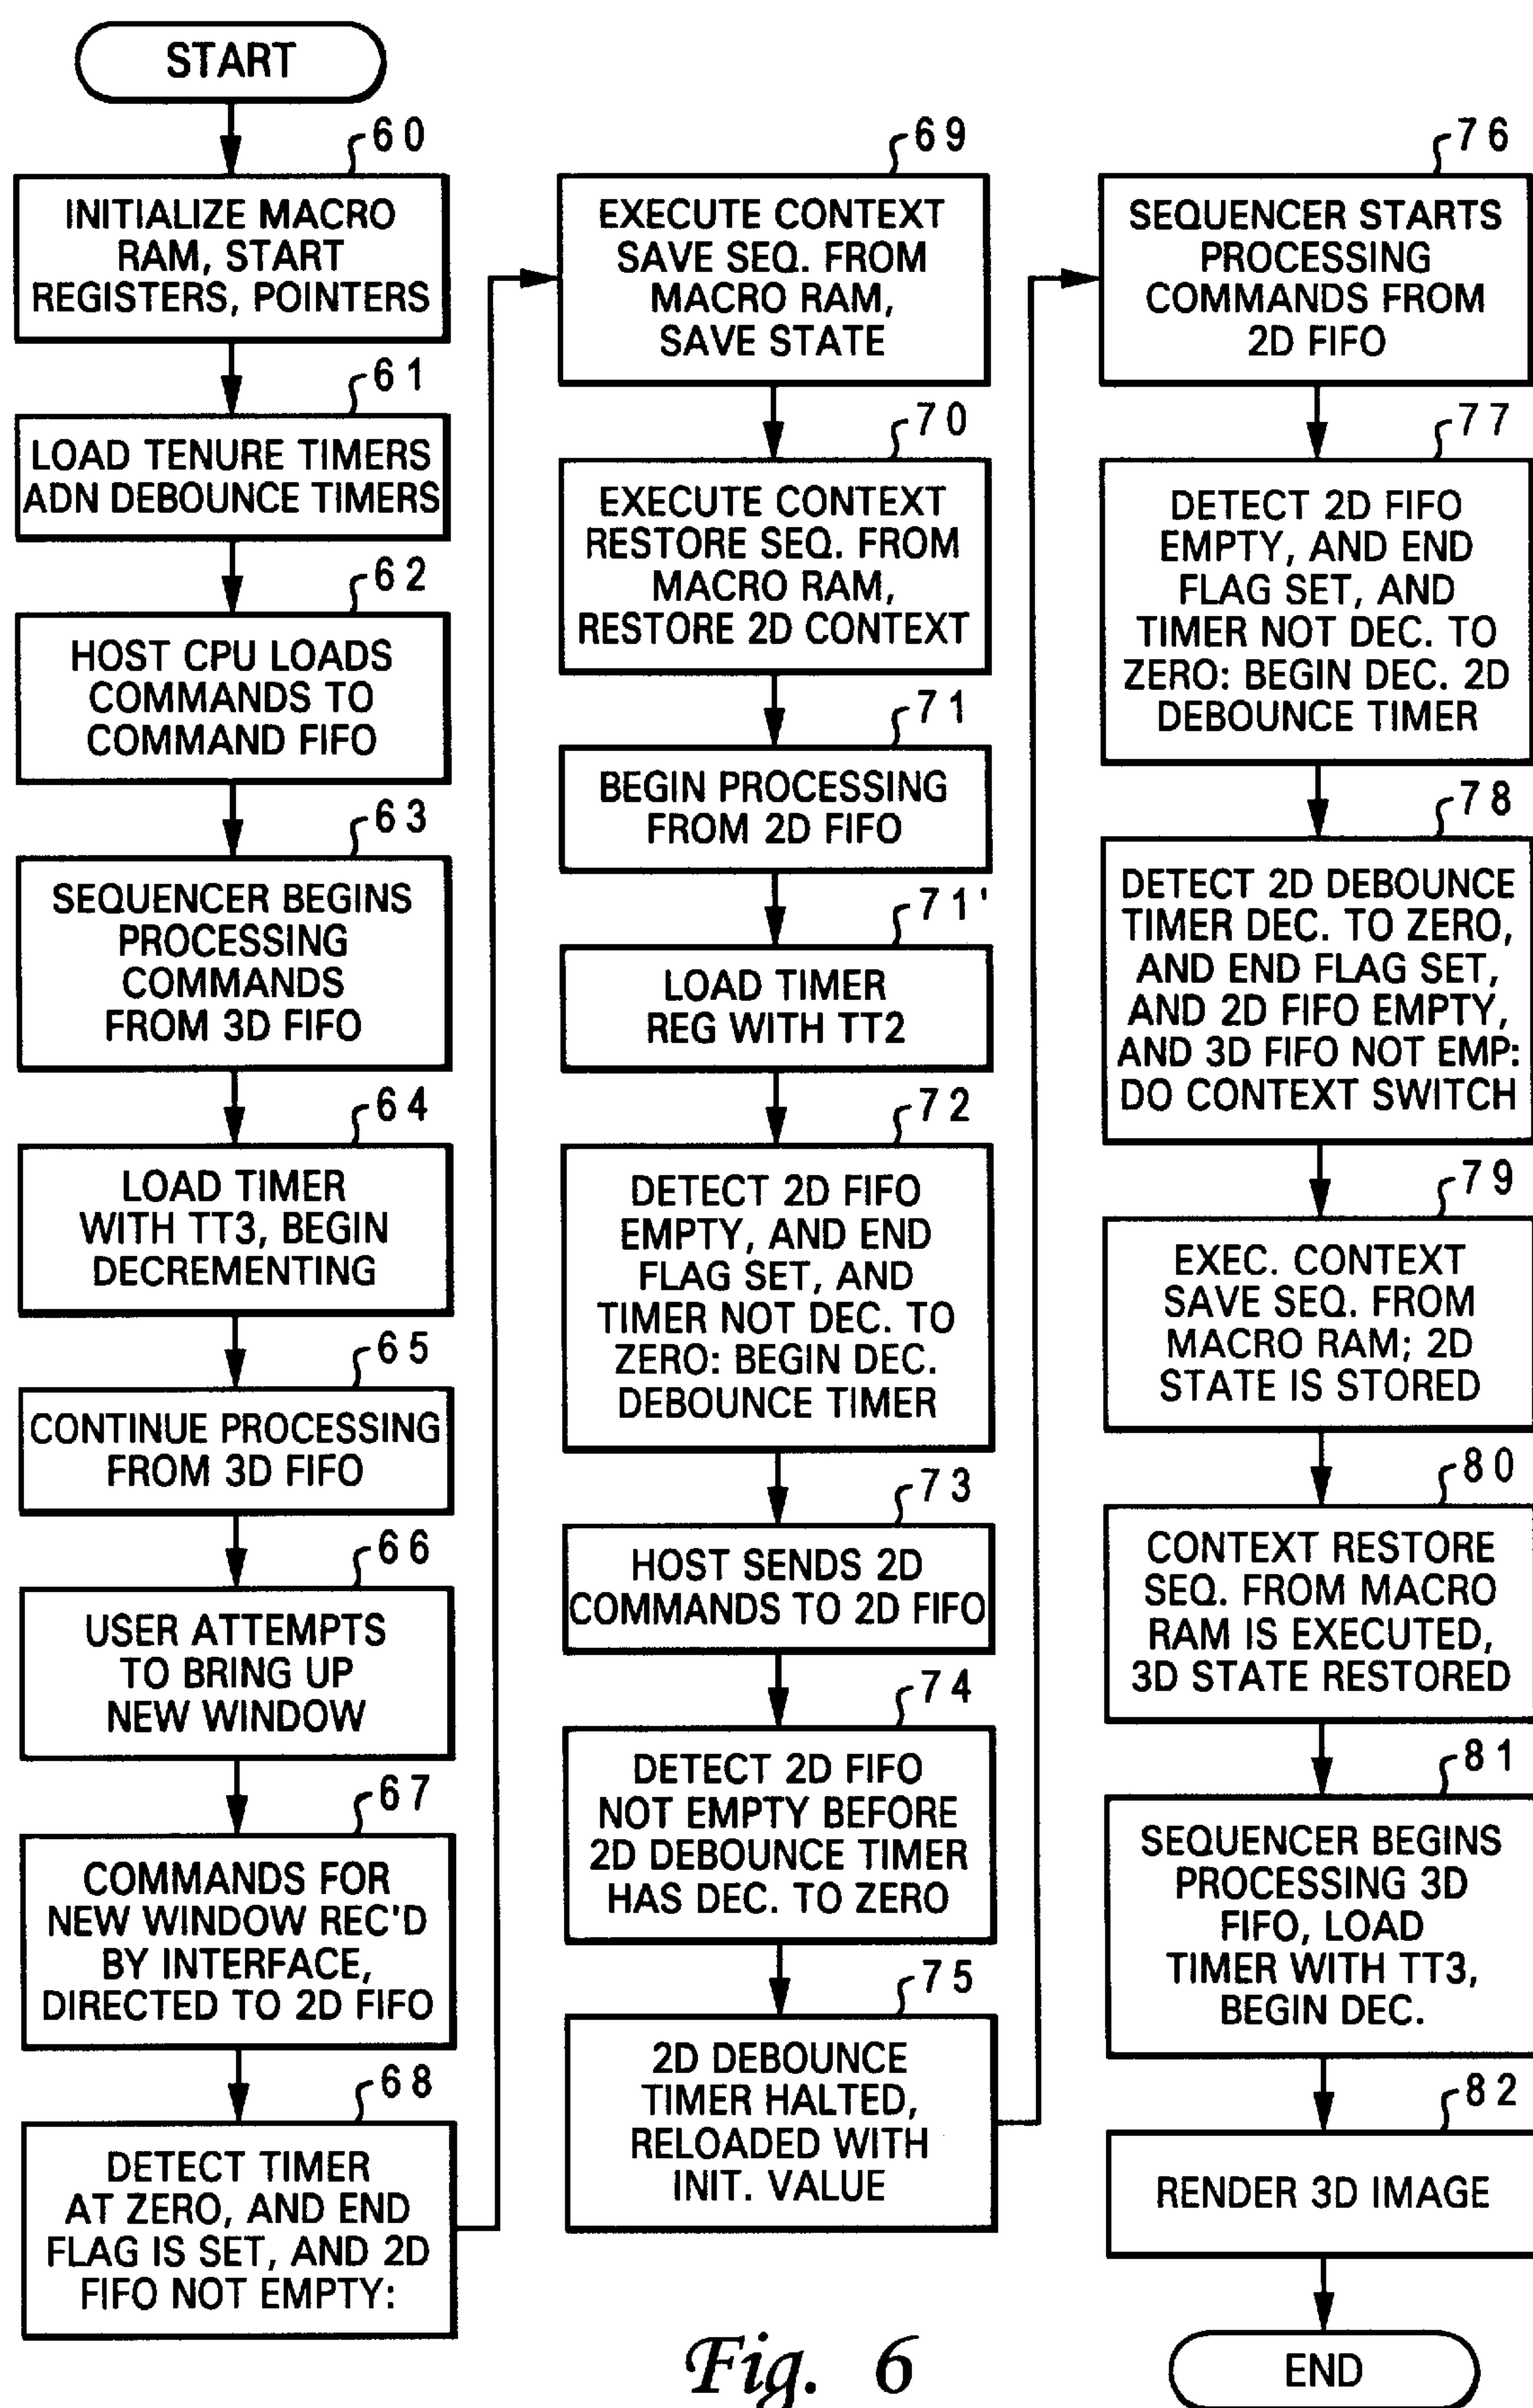 START
60
INITIALIZE MACRO
RAM, START
REGISTERS, POINTERS
61
LOAD TENURE TIMERS
ADN DEBOUNCE TIMERS
62
HOST CPU LOADS
COMMANDS TO
COMMAND FIFO
63
SEQUENCER BEGINS
PROCESSING
COMMANDS
FROM 3D FIFO
64
LOAD TIMER
WITH TT3, BEGIN
DECREMENTING
65
CONTINUE PROCESSING
FROM 3D FIFO
66
USER ATTEMPTS
TO BRING UP
NEW WINDOW
67
COMMANDS FOR
NEW WINDOW REC'D
BY INTERFACE,
DIRECTED TO 2D FIFO
68
DETECT TIMER
AT ZERO, AND END
FLAG IS SET, AND 2D
FIFO NOT EMPTY:
69
EXECUTE CONTEXT
SAVE SEQ. FROM
MACRO RAM,
SAVE STATE
70
EXECUTE CONTEXT
RESTORE SEQ. FROM
MACRO RAM,
RESTORE 2D CONTEXT
71
BEGIN PROCESSING
FROM 2D FIFO
71'
LOAD TIMER
REG WITH TT2
72
DETECT 2D FIFO
EMPTY, AND END
FLAG SET, AND
TIMER NOT DEC. TO
ZERO: BEGIN DEC.
DEBOUNCE TIMER
73
HOST SENDS 2D
COMMANDS TO 2D FIFO
74
DETECT 2D FIFO
NOT EMPTY BEFORE
2D DEBOUNCE TIMER
HAS DEC. TO ZERO
75
2D DEBOUNCE
TIMER HALTED,
RELOADED WITH
INIT. VALUE
76
SEQUENCER STARTS
PROCESSING
COMMANDS FROM
2D FIFO
77
DETECT 2D FIFO
EMPTY, AND END
FLAG SET, AND
TIMER NOT DEC. TO
ZERO: BEGIN DEC. 2D
DEBOUNCE TIMER
78
DETECT 2D DEBOUNCE
TIMER DEC. TO ZERO,
AND END FLAG SET,
AND 2D FIFO EMPTY,
AND 3D FIFO NOT EMP:
DO CONTEXT SWITCH
79
EXEC. CONTEXT
SAVE SEQ. FROM
MACRO RAM; 2D
STATE IS STORED
80
CONTEXT RESTORE
SEQ. FROM MACRO
RAM IS EXECUTED,
3D STATE RESTORED
81
SEQUENCER BEGINS
PROCESSING 3D
FIFO, LOAD
TIMER WITH TT3,
BEGIN DEC.
82
RENDER 3D IMAGE
END
Fig. 6